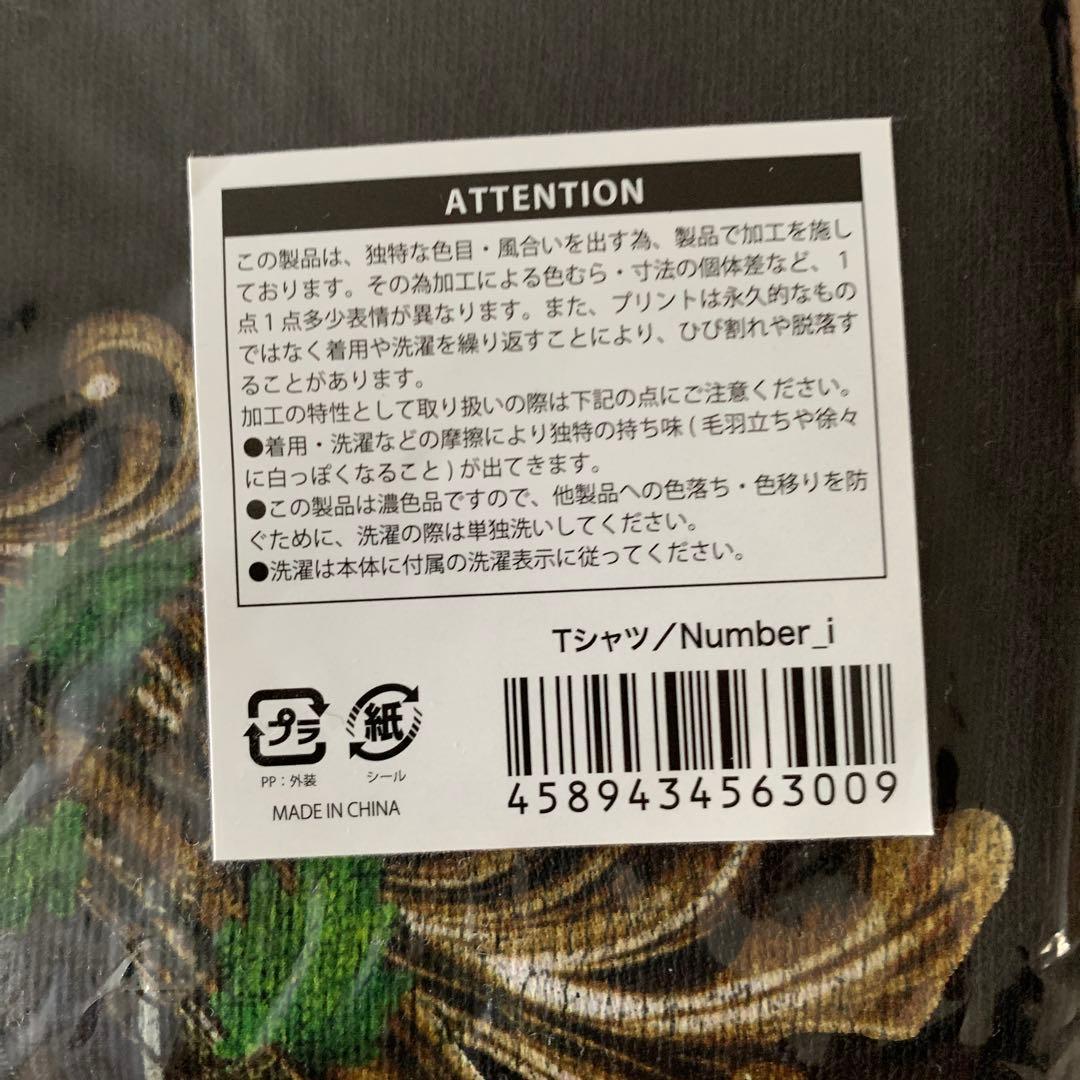 ATTENTION
この製品は、独特な色目・風合いを出す為、製品で加工を施し
ております。その為加工による色むら・寸法の個体差など、1
点1点多少表情が異なります。また、プリントは永久的なもの
ではなく着用や洗濯を繰り返すことにより、ひび割れや脱落す
ることがあります。
加工の特性として取り扱いの際は下記の点にご注意ください。
●着用・洗濯などの摩擦により独特の持ち味(毛羽立ちや徐々
に白っぽくなること)が出てきます。
●この製品は濃色品ですので、他製品への色落ち・色移りを防
ぐために、洗濯の際は単独洗いしてください。
●洗濯は本体に付属の洗濯表示に従ってください。
Tシャツ/Number_i
プラ
紙
PP：外装
シール
MADE IN CHINA
4589434563009